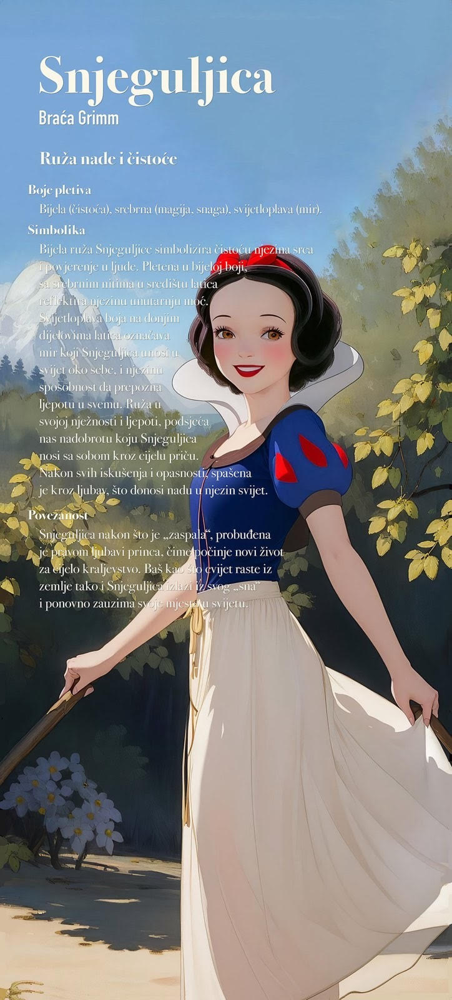 Snjeguljica
Braća Grimm
Ruža nade i čistoće
Boje pletiva
Bijela (čistoća), srebrna (magija, snaga), svijetloplava (mir).
Simbolika
Bijela ruža Snjeguljice simbolizira čistoću njezina srca
i povjerenje u ljude. Pletena u bijeloj boji,
sa srebrnim nitima u središtu latica
reflektira njezinu unutarnju moć.
Svijetloplava boja na donjim
dijelovima latica označava
mir koji Snjeguljica unosi u
svijet oko sebe, i njezinu
sposobnost da prepozna
ljepotu u svemu. Ruža u
svojoj nježnosti i ljepoti, podsjeća
nas nadobrotu koju Snjeguljica
nosi sa sobom kroz cijelu priču.
Nakon svih iskušenja i opasnosti, spašena
je kroz ljubav, što donosi nadu u njezin svijet.
Povezanost
Snjeguljica nakon što je „zaspala“, probuđena
je pravom ljubavi princa, čime počinje novi život
za cijelo kraljevstvo. Baš kao što cvijet raste iz
zemlje tako i Snjeguljica izlazi iz svog „sna“
i ponovno zauzima svoje mjesto u svijetu.